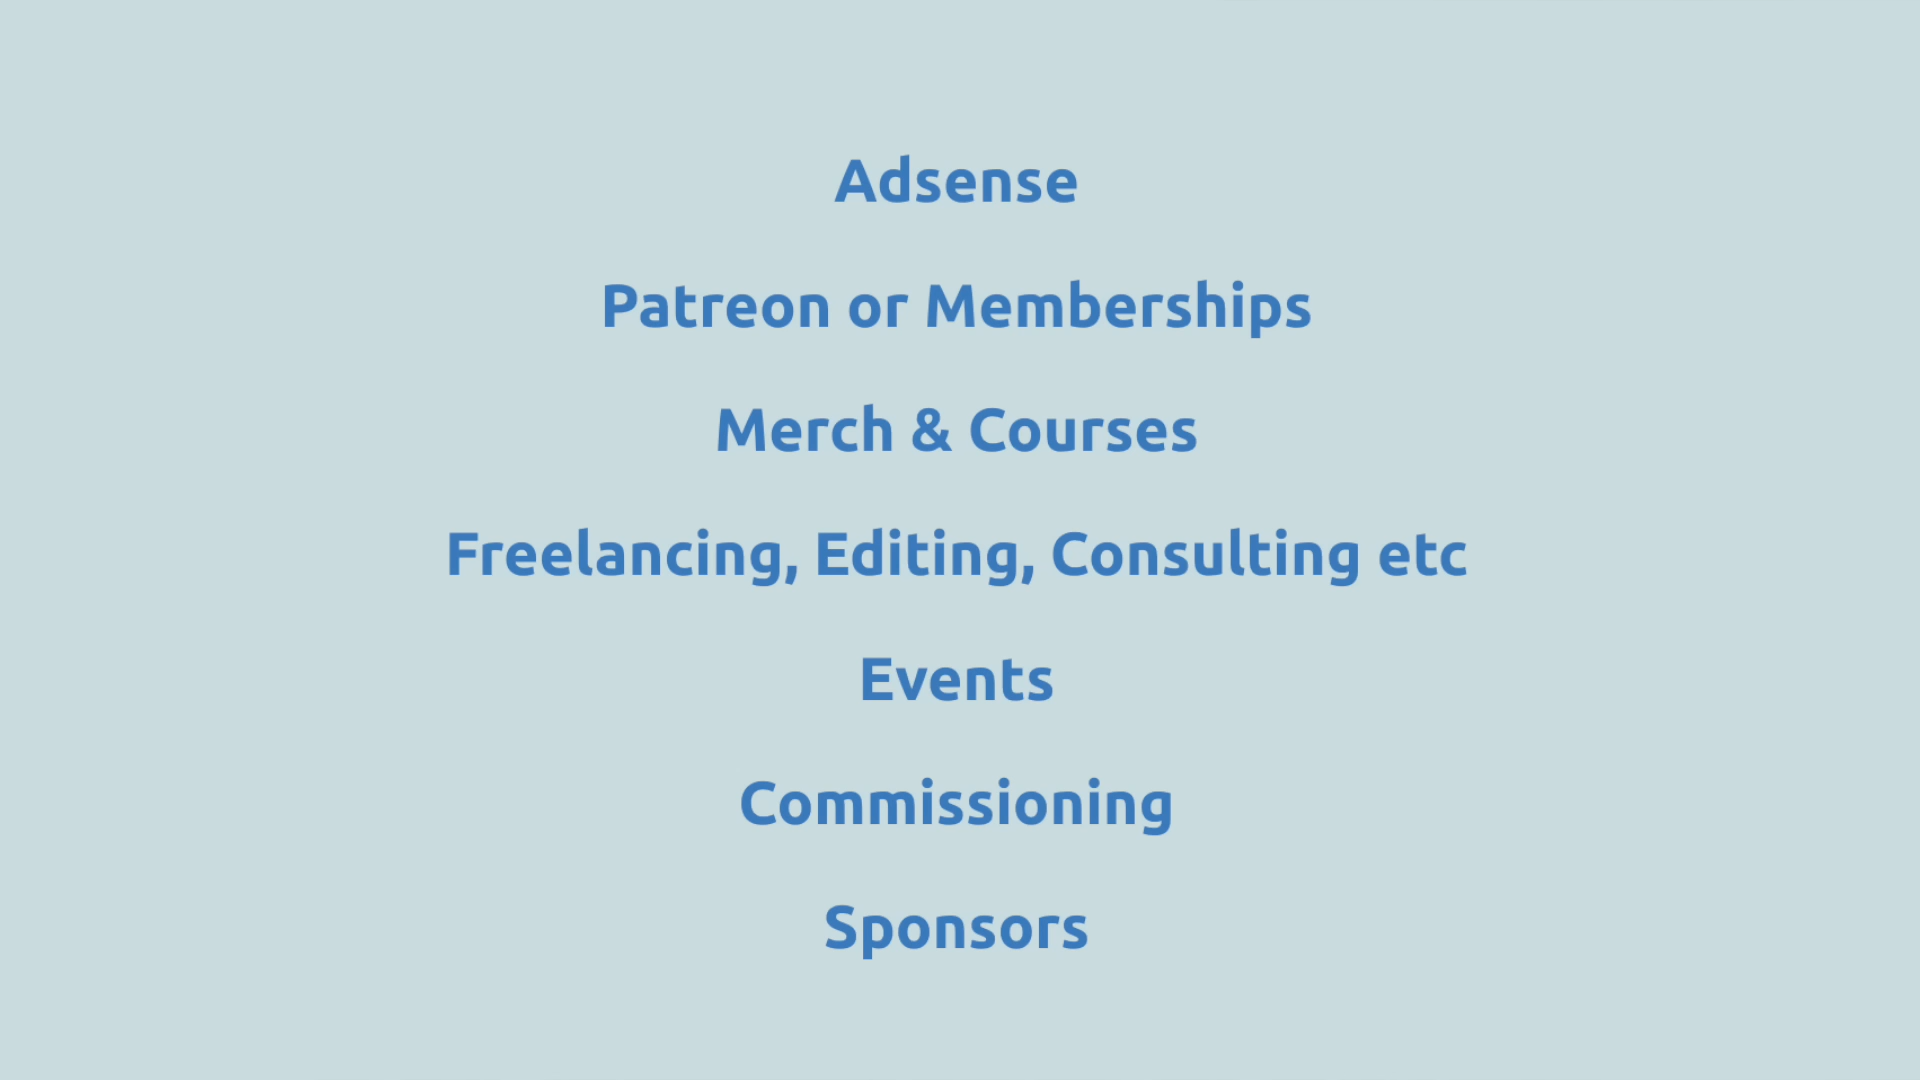 Adsense
Patreon or Memberships
Merch & Courses
Freelancing, Editing, Consulting etc
Events
Commissioning
Sponsors